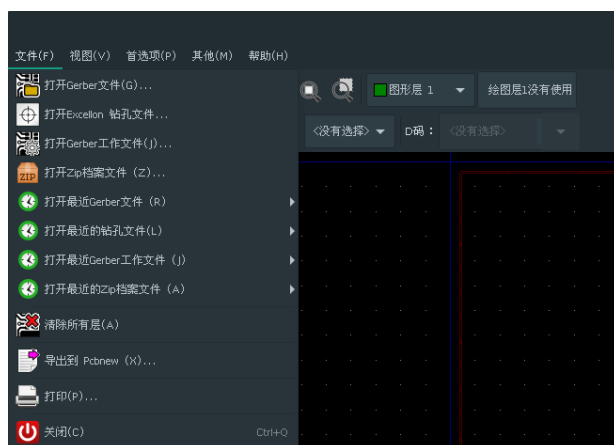 文件(F) 视图(V) 首选项(P) 其他(M) 帮助(H)
打开Gerber文件(G)...
图形层 1 绘图层1没有使用
打开Excellon 钻孔文件...
<没有选择> D码： <没有选择>
打开Gerber工作文件(J)...
ZIP 打开Zip档案文件 (Z)...
打开最近Gerber文件 (R)
打开最近的钻孔文件(L)
打开最近Gerber工作文件 (J)
打开最近的Zip档案文件 (A)
清除所有层(A)
导出到 Pcbnew (X)...
打印(P)...
关闭(C) Ctrl+Q